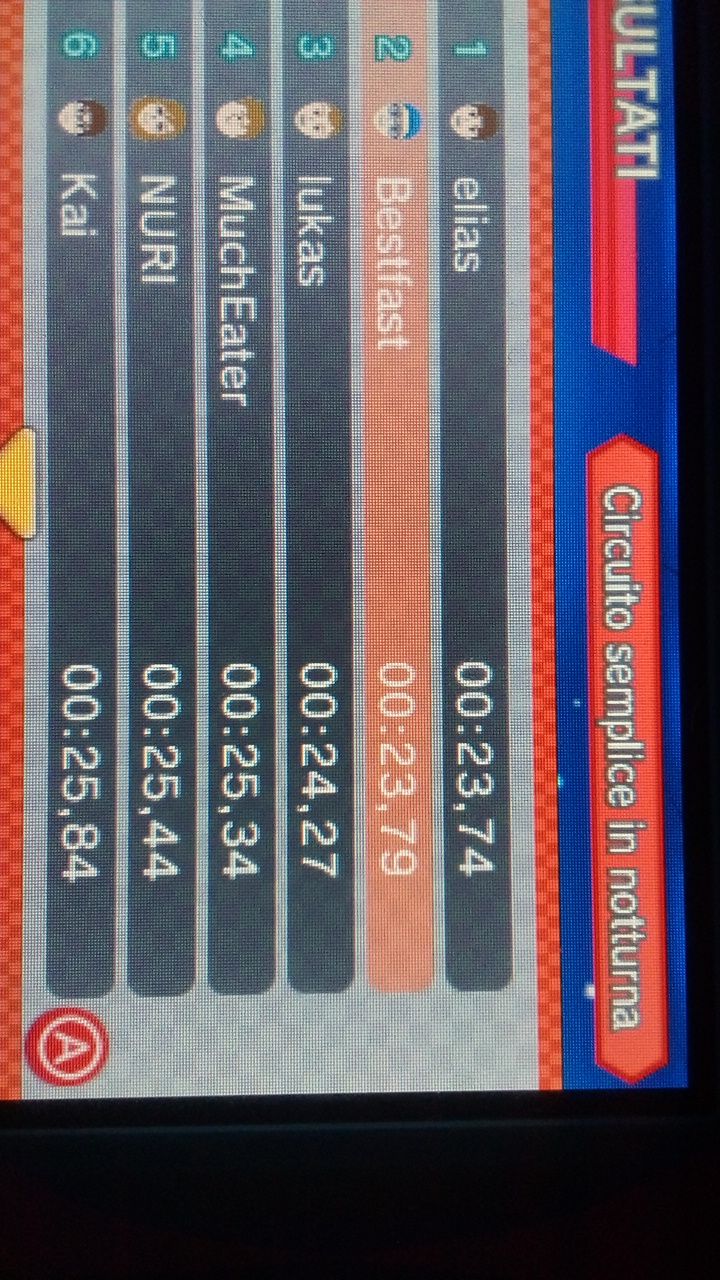 ULTATI
Circuito semplice in notturna
1 elias 00:23,74
2 Bestfast 00:23,79
3 lukas 00:24,27
4 MuchEater 00:25,34
5 NURI 00:25,44
6 Kai 00:25,84
A